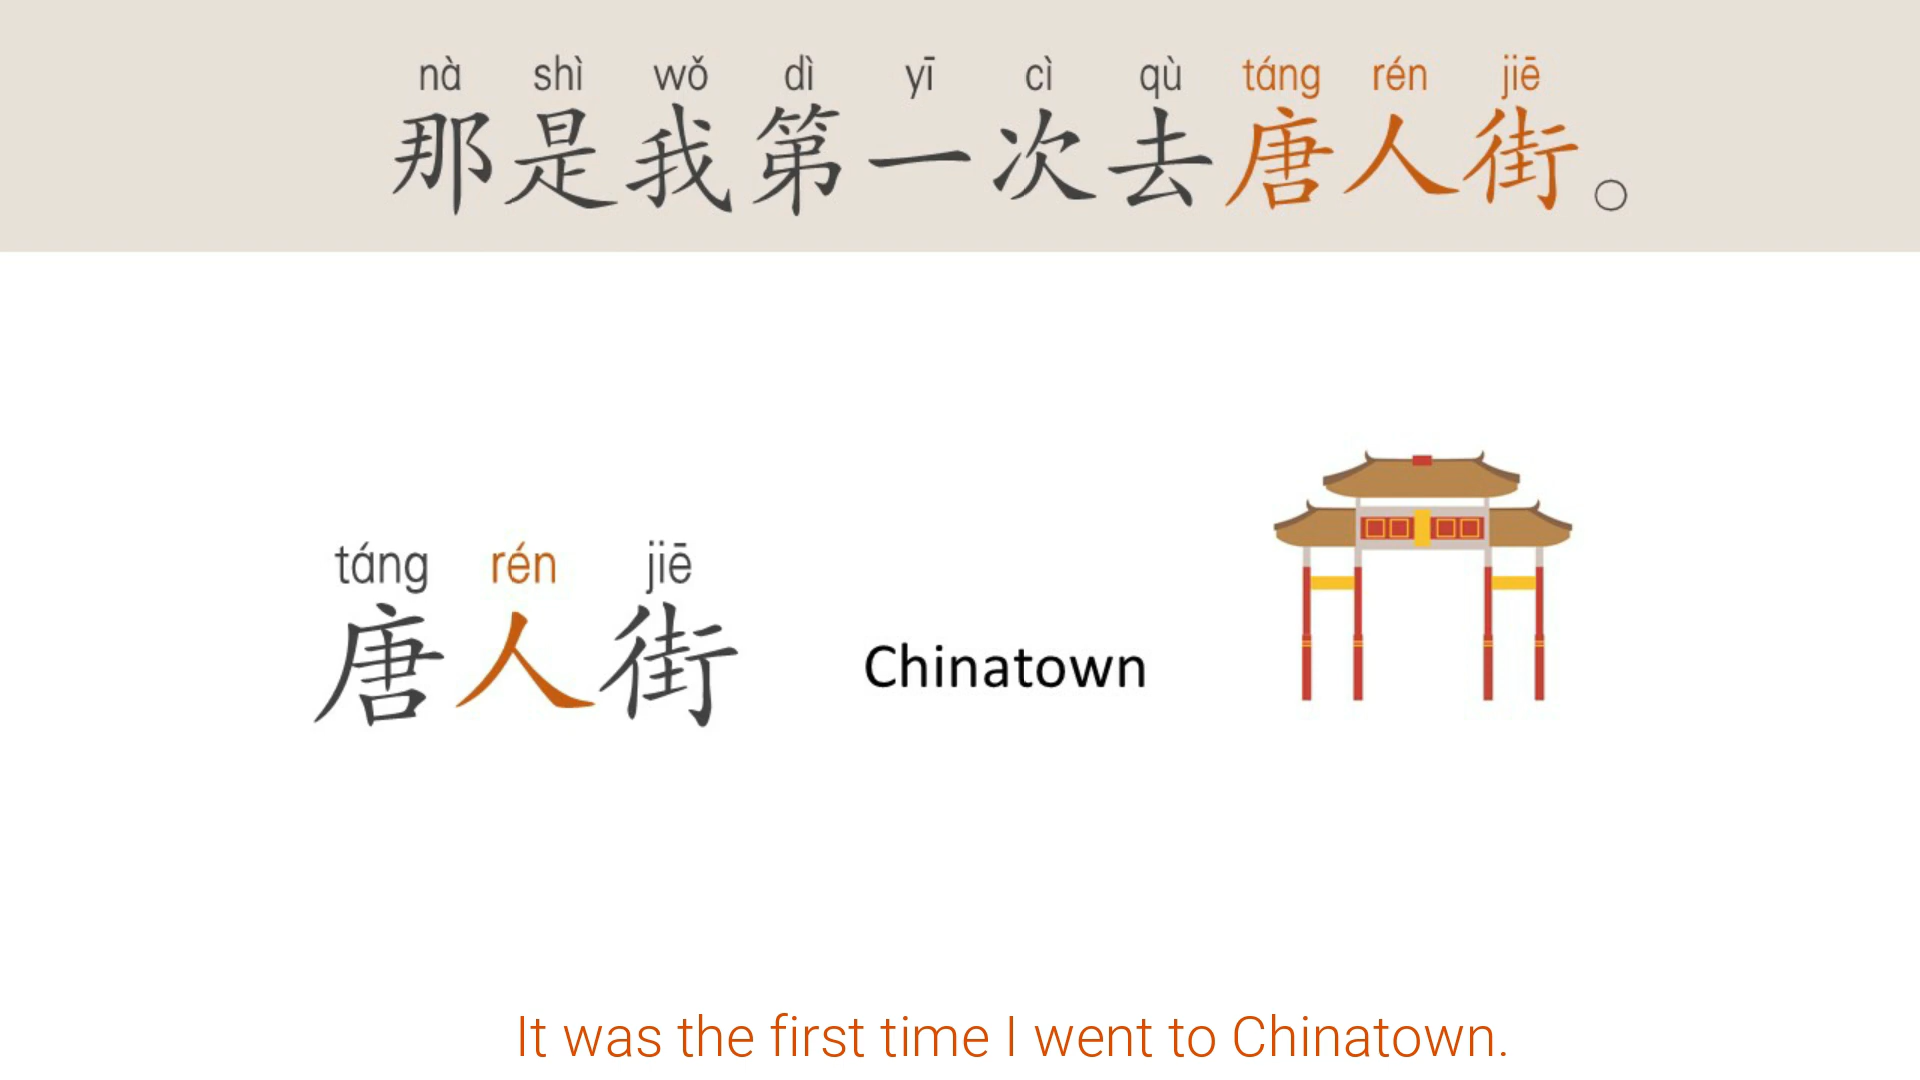 nà shì wǒ dì yī cì qù táng rén jiē
那是我第一次去唐人街。
táng rén jiē
唐人街
Chinatown
It was the first time I went to Chinatown.